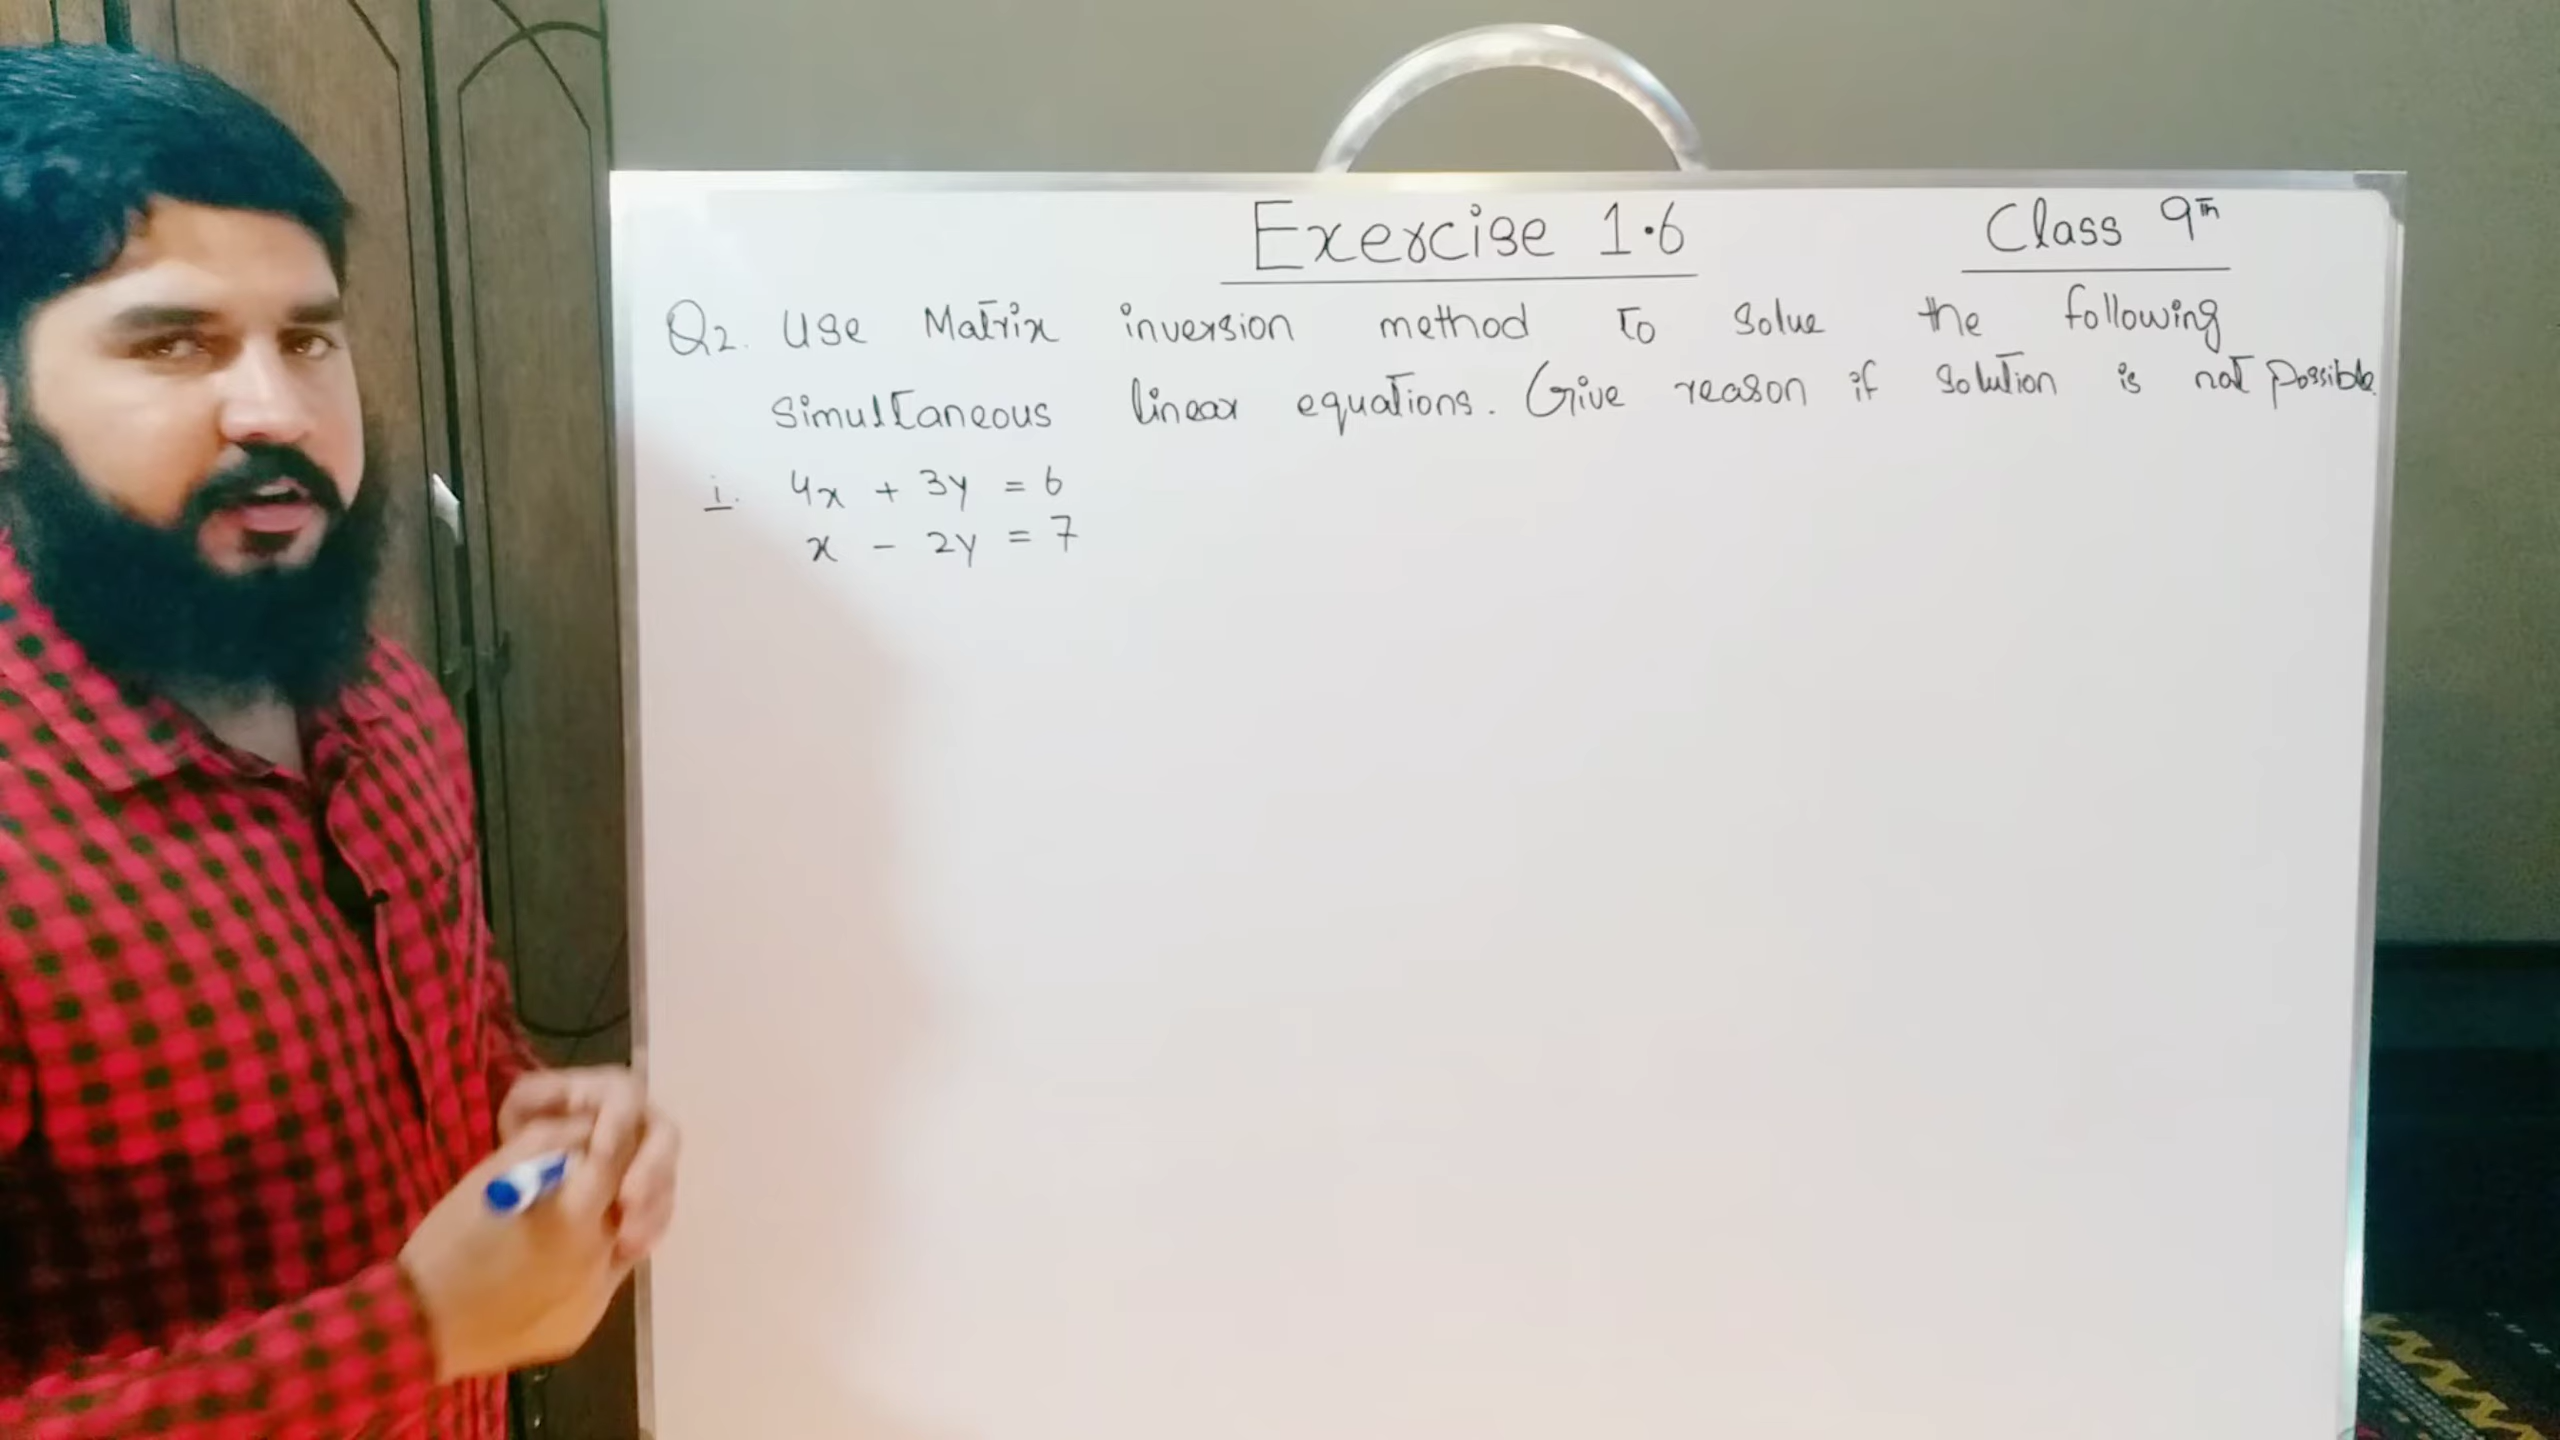 Exercise 1.6
Class 9th
Q2. Use Matrix inversion method to solve the following
simultaneous linear equations. Give reason if solution is not possible.
i. 4x + 3y = 6
x - 2y = 7